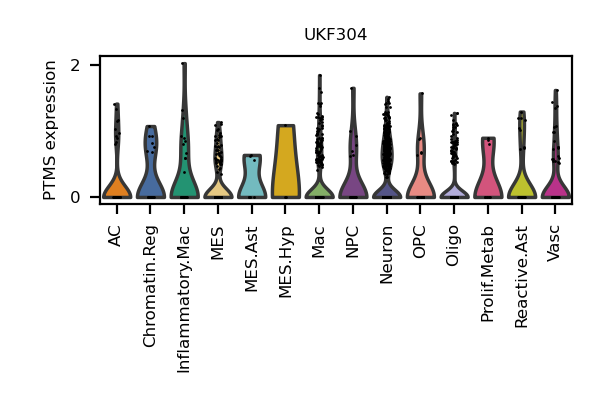 UKF304
PTMS expression
2
0
AC
Chromatin.Reg
Inflammatory.Mac
MES
MES.Ast
MES.Hyp
Mac
NPC
Neuron
OPC
Oligo
Prolif.Metab
Reactive.Ast
Vasc